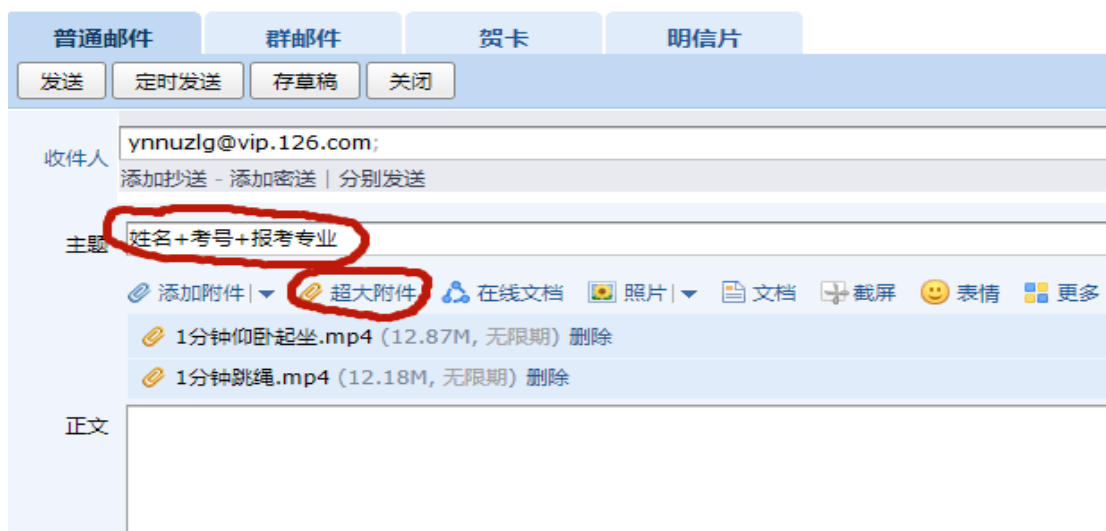 普通邮件 群邮件 贺卡 明信片
发送 定时发送 存草稿 关闭
收件人 ynnuzlg@vip.126.com;
添加抄送 - 添加密送 | 分别发送
主题 姓名+考号+报考专业
添加附件 | 超大附件 在线文档 照片 | 文档 截屏 表情 更多
1分钟仰卧起坐.mp4 (12.87M, 无限期) 删除
1分钟跳绳.mp4 (12.18M, 无限期) 删除
正文